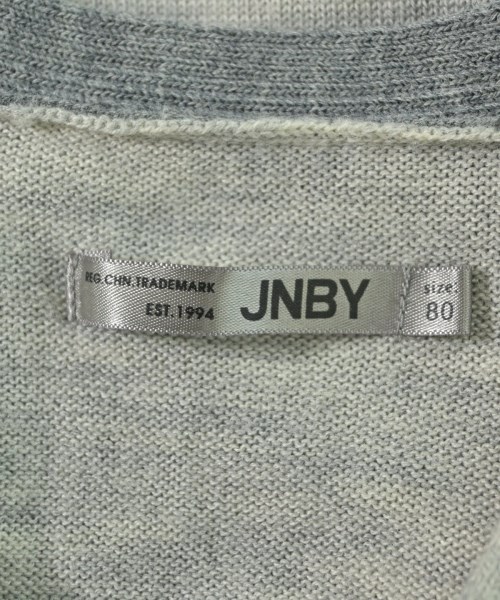 REG.CHN.TRADEMARK
EST.1994
JNBY
size:
80